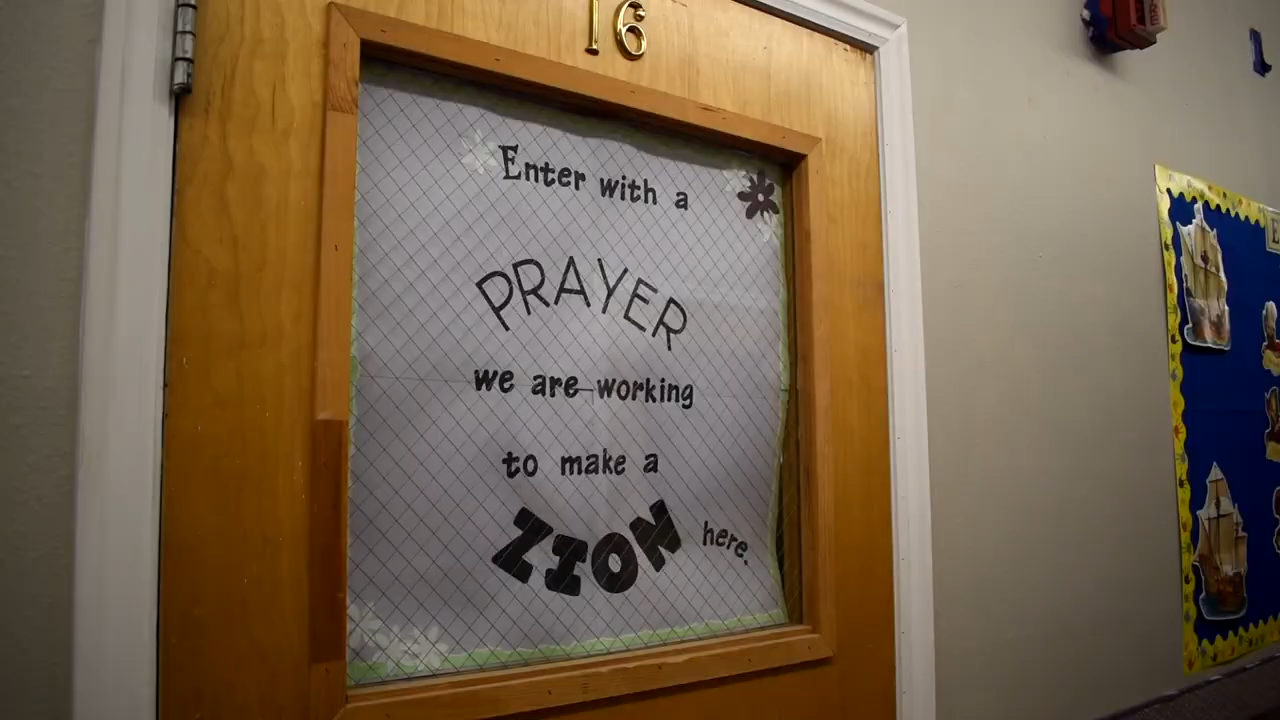 16
Enter with a
PRAYER
we are working
to make a
ZION here.